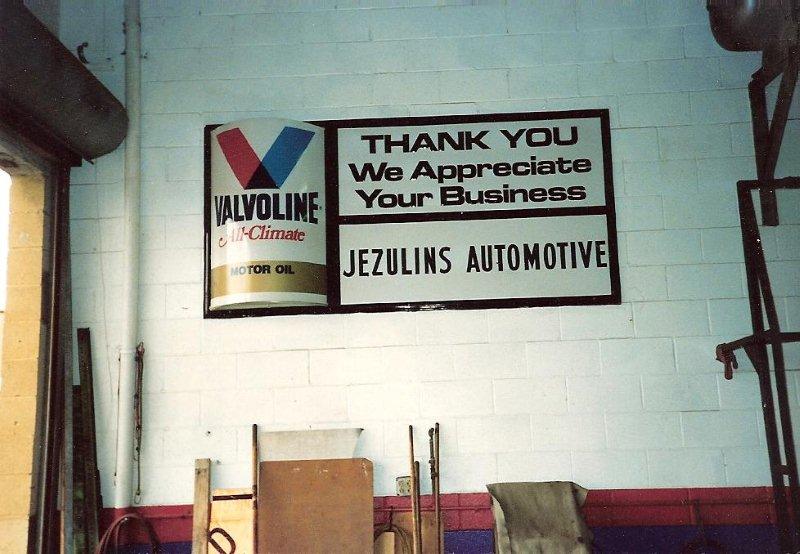 VALVOLINE
All-Climate
MOTOR OIL
THANK YOU
We Appreciate
Your Business
JEZULINS AUTOMOTIVE
D